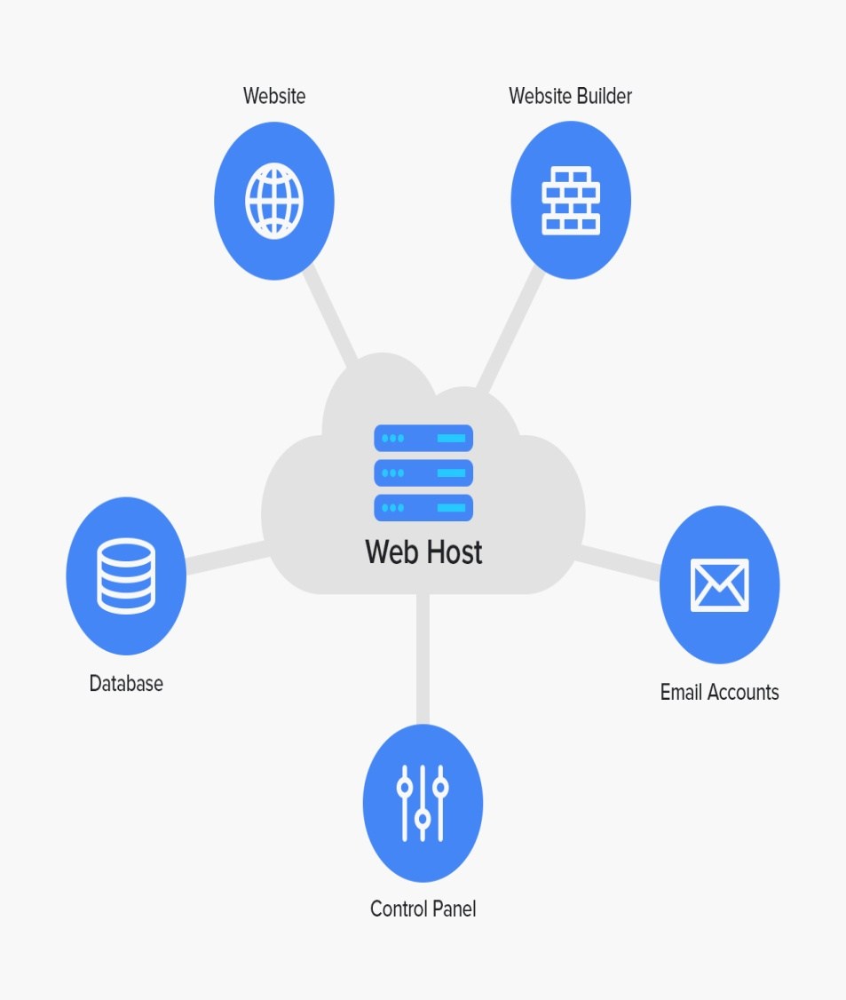 Website
Website Builder
Web Host
Database
Email Accounts
Control Panel